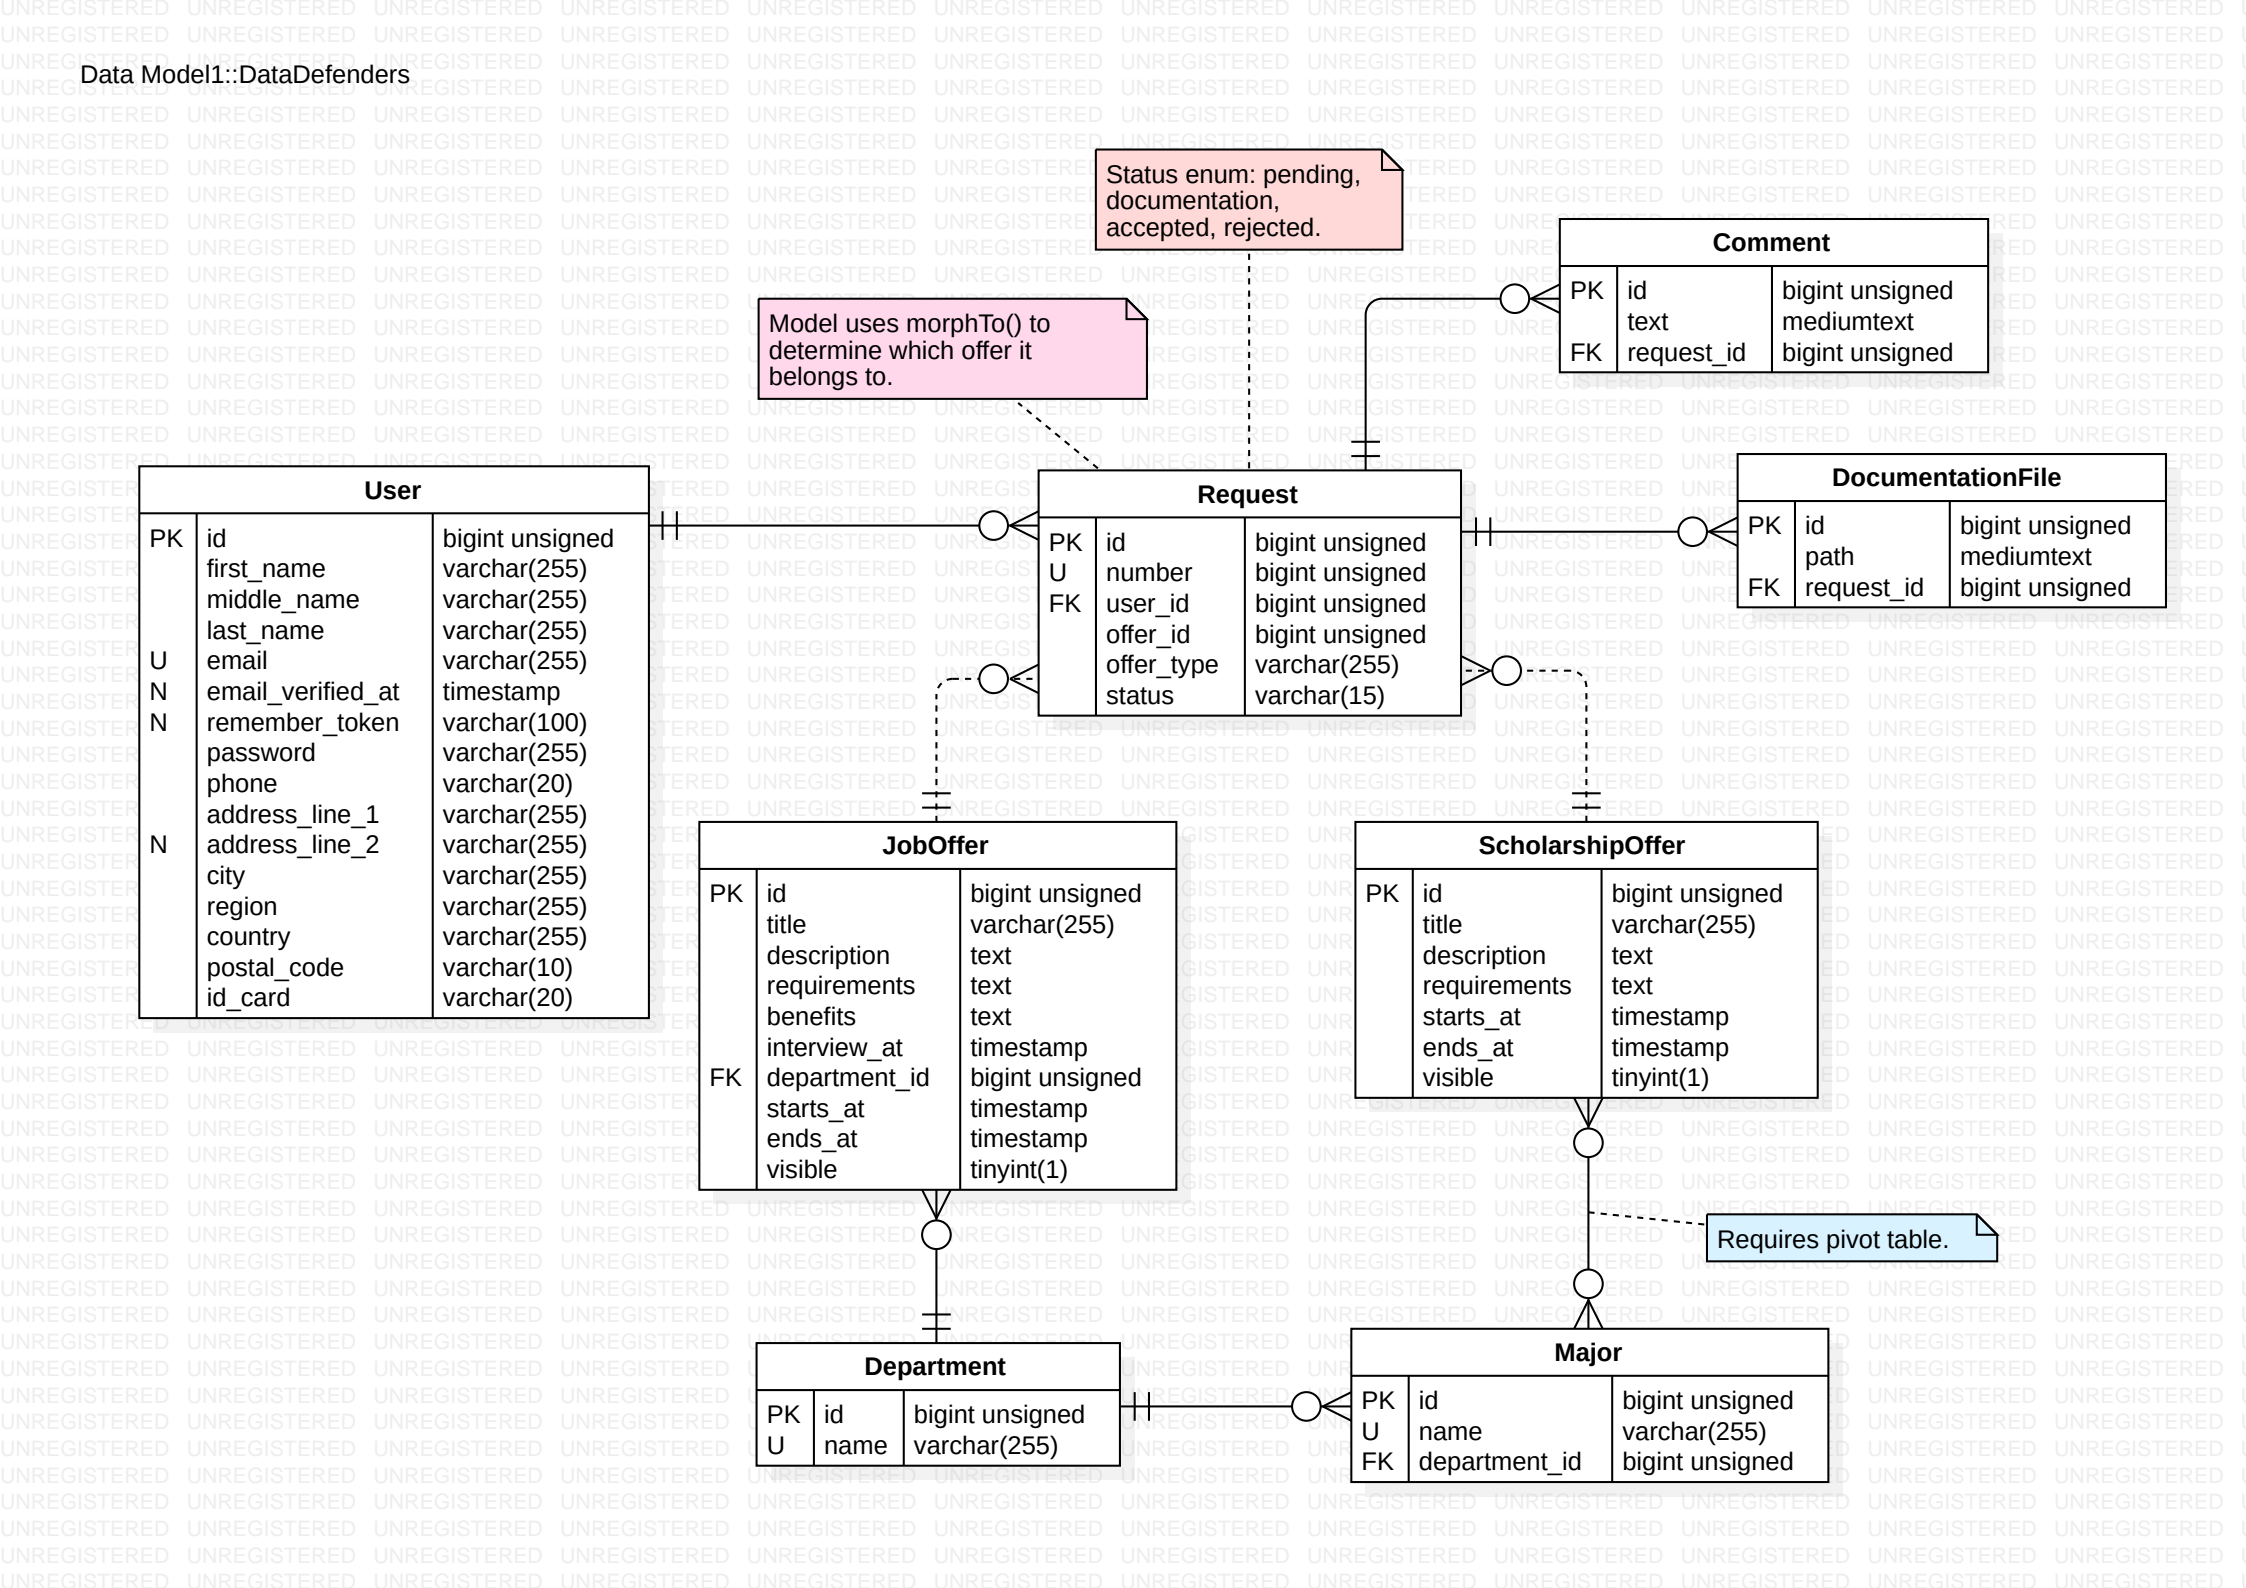 Data Model1::DataDefenders
Status enum: pending,
documentation,
accepted, rejected.
Model uses morphTo() to
determine which offer it
belongs to.
Comment
PK id bigint unsigned
text mediumtext
FK request_id bigint unsigned
User
PK id bigint unsigned
first_name varchar(255)
middle_name varchar(255)
last_name varchar(255)
U email varchar(255)
N email_verified_at timestamp
N remember_token varchar(100)
password varchar(255)
phone varchar(20)
address_line_1 varchar(255)
N address_line_2 varchar(255)
city varchar(255)
region varchar(255)
country varchar(255)
postal_code varchar(10)
id_card varchar(20)
Request
PK id bigint unsigned
U number bigint unsigned
FK user_id bigint unsigned
offer_id bigint unsigned
offer_type varchar(255)
status varchar(15)
DocumentationFile
PK id bigint unsigned
path mediumtext
FK request_id bigint unsigned
JobOffer
PK id bigint unsigned
title varchar(255)
description text
requirements text
benefits text
interview_at timestamp
FK department_id bigint unsigned
starts_at timestamp
ends_at timestamp
visible tinyint(1)
ScholarshipOffer
PK id bigint unsigned
title varchar(255)
description text
requirements text
starts_at timestamp
ends_at timestamp
visible tinyint(1)
Requires pivot table.
Department
PK id bigint unsigned
U name varchar(255)
Major
PK id bigint unsigned
U name varchar(255)
FK department_id bigint unsigned
UNREGISTERED